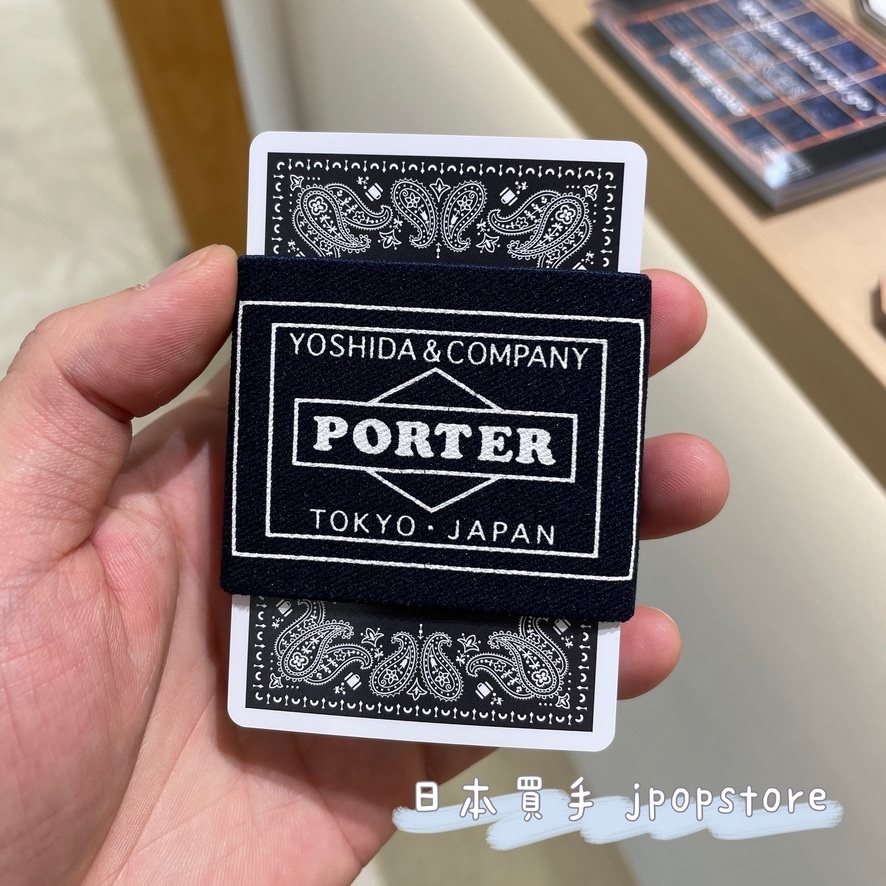 YOSHIDA & COMPANY
PORTER
TOKYO · JAPAN
日本買手 jpopstore